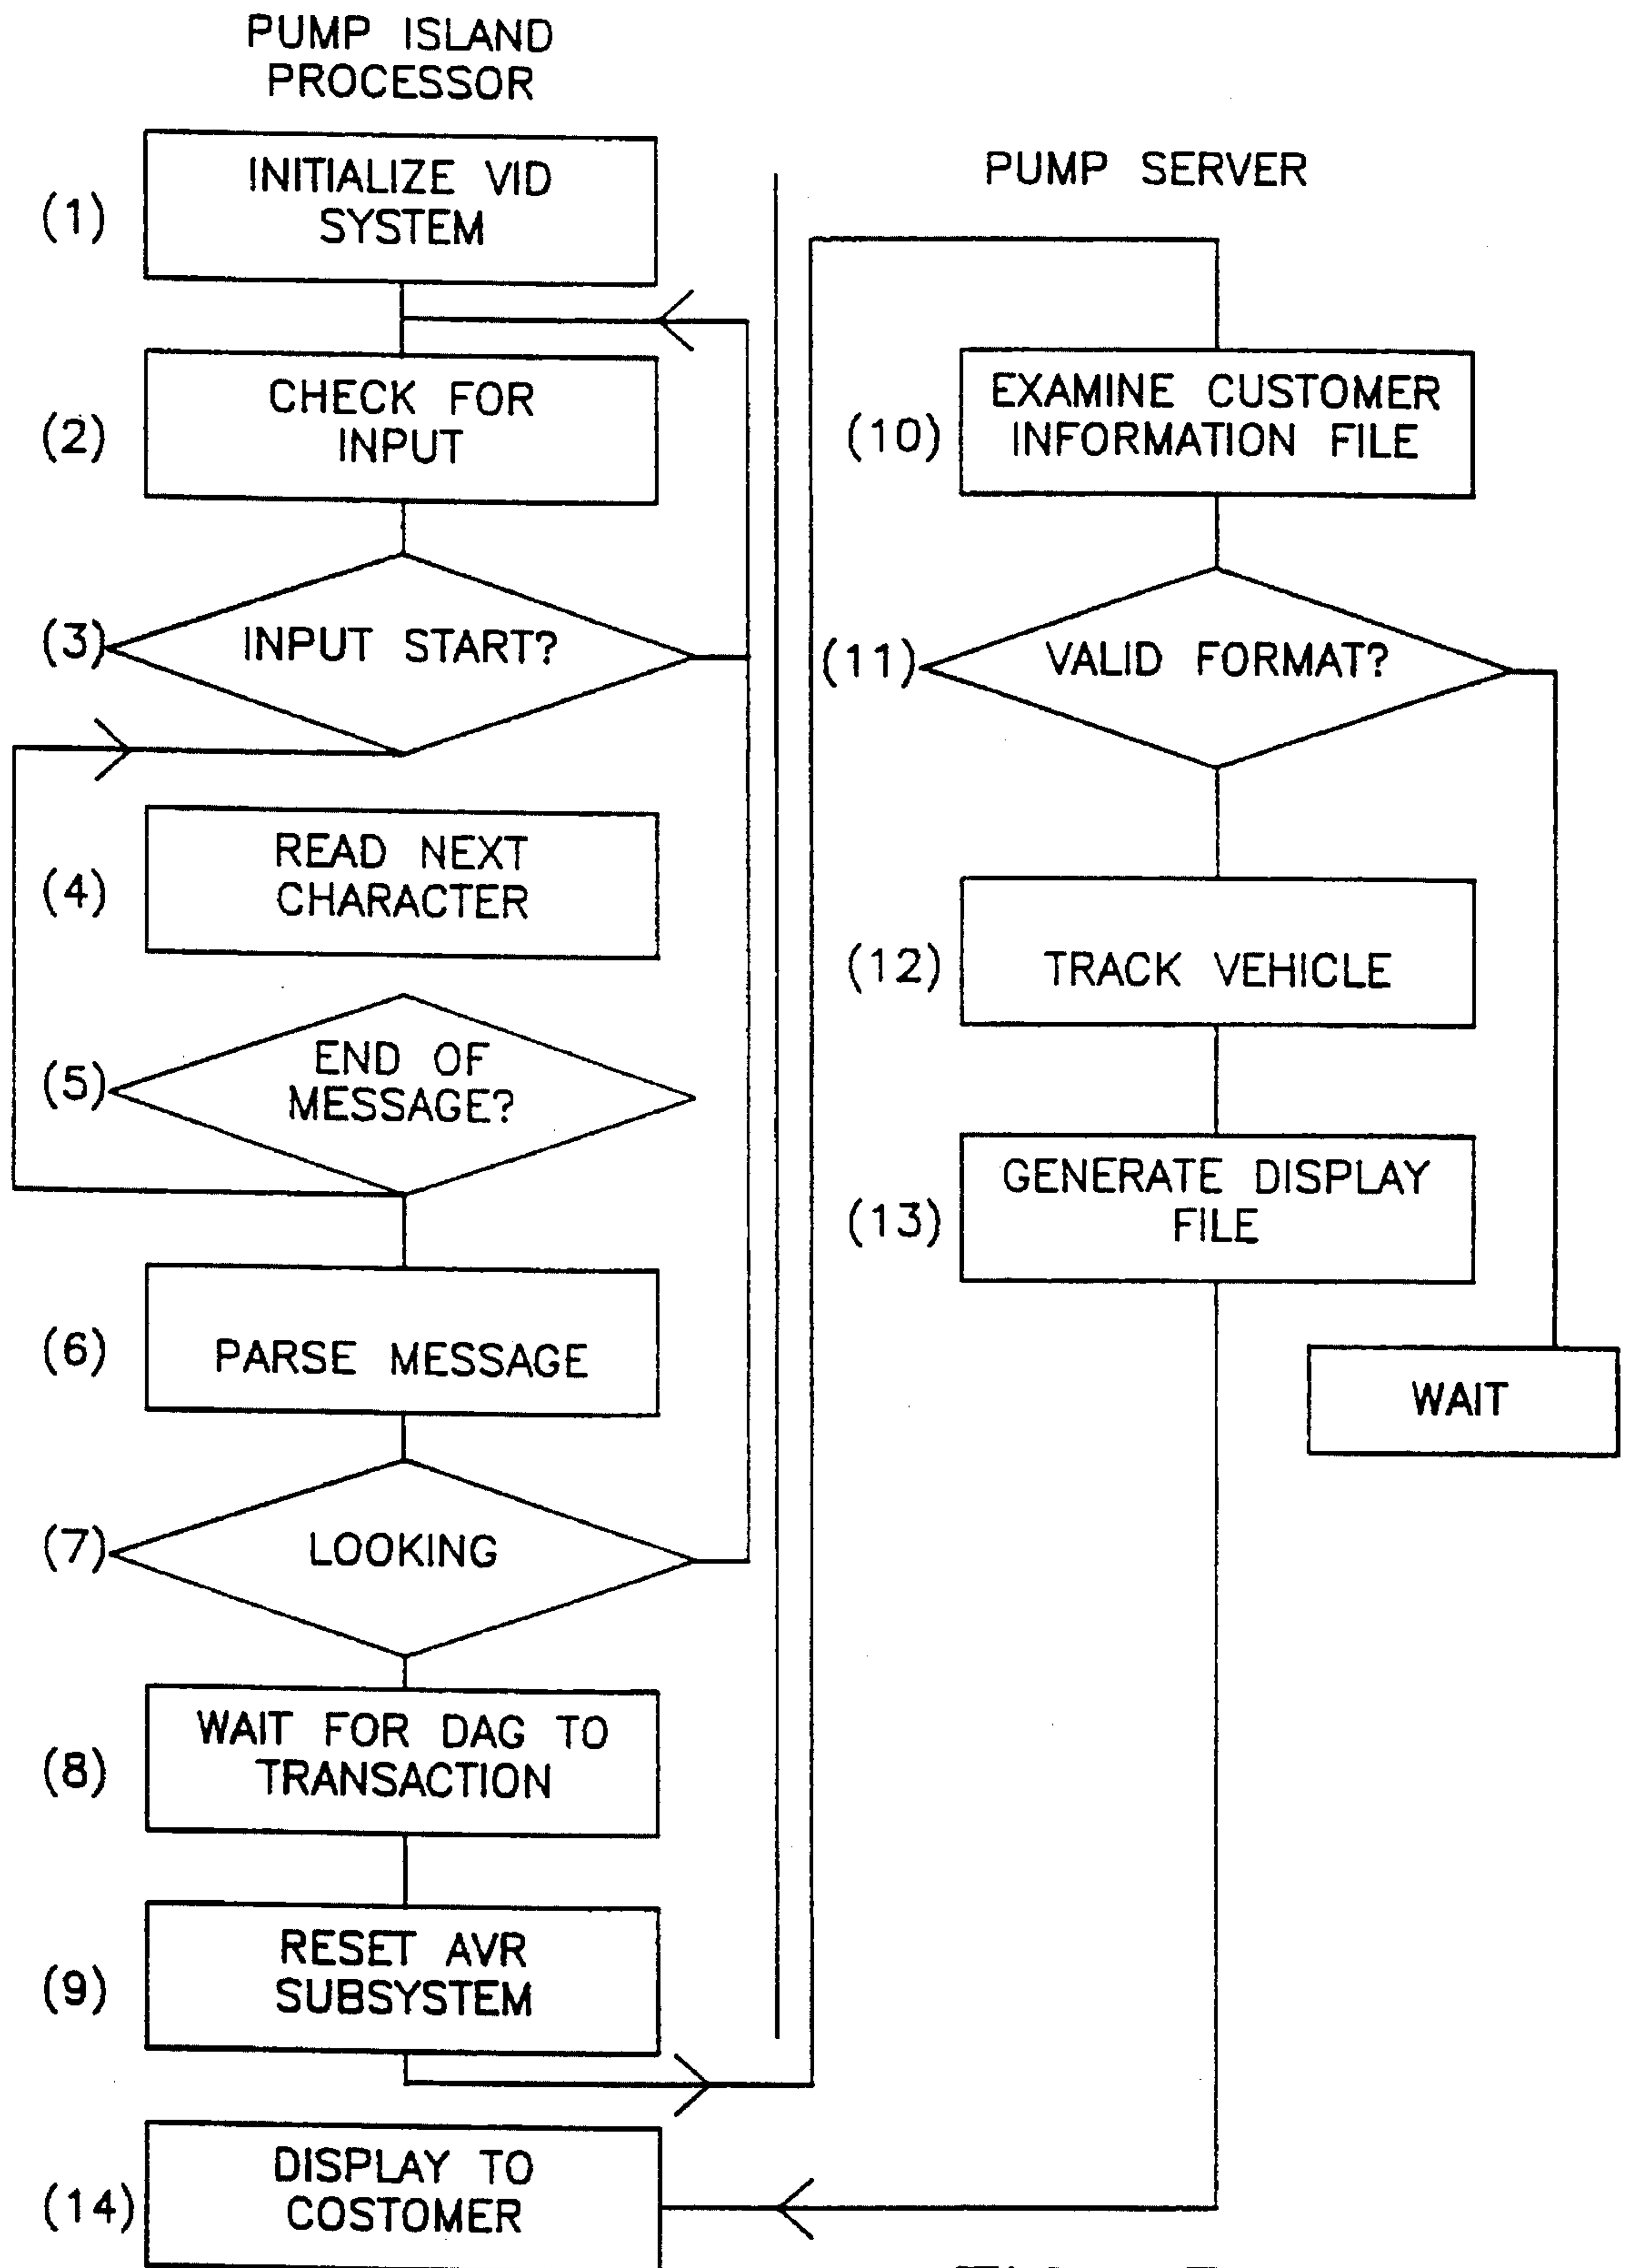 PUMP ISLAND
PROCESSOR
(1)
INITIALIZE VID
SYSTEM
(2)
CHECK FOR
INPUT
(3)
INPUT START?
(4)
READ NEXT
CHARACTER
(5)
END OF
MESSAGE?
(6)
PARSE MESSAGE
(7)
LOOKING
(8)
WAIT FOR DAG TO
TRANSACTION
(9)
RESET AVR
SUBSYSTEM
PUMP SERVER
(10)
EXAMINE CUSTOMER
INFORMATION FILE
(11)
VALID FORMAT?
(12)
TRACK VEHICLE
(13)
GENERATE DISPLAY
FILE
WAIT
(14)
DISPLAY TO
COSTOMER